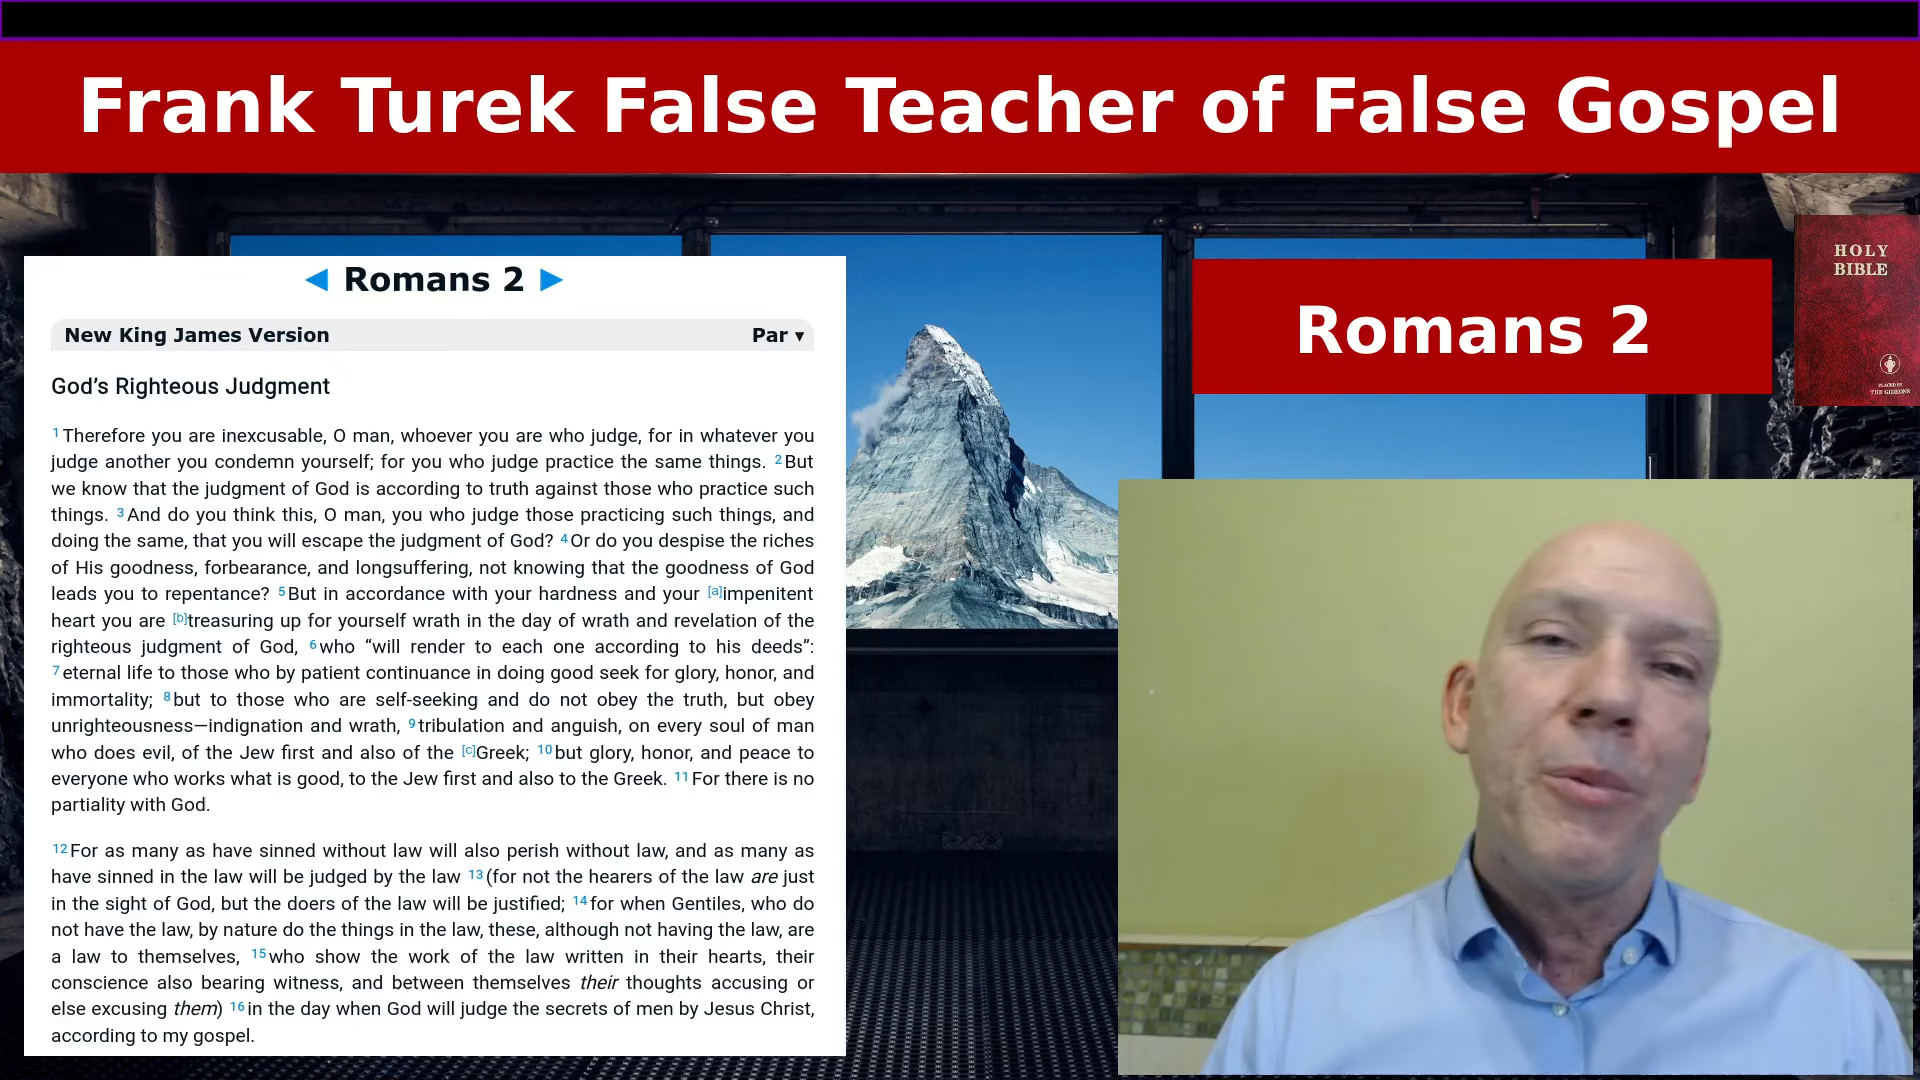 Frank Turek False Teacher of False Gospel
◀ Romans 2 ▶
New King James Version Par ▼
God’s Righteous Judgment
1 Therefore you are inexcusable, O man, whoever you are who judge, for in whatever you
judge another you condemn yourself; for you who judge practice the same things. 2 But
we know that the judgment of God is according to truth against those who practice such
things. 3 And do you think this, O man, you who judge those practicing such things, and
doing the same, that you will escape the judgment of God? 4 Or do you despise the riches
of His goodness, forbearance, and longsuffering, not knowing that the goodness of God
leads you to repentance? 5 But in accordance with your hardness and your [a]impenitent
heart you are [b]treasuring up for yourself wrath in the day of wrath and revelation of the
righteous judgment of God, 6 who “will render to each one according to his deeds”:
7 eternal life to those who by patient continuance in doing good seek for glory, honor, and
immortality; 8 but to those who are self-seeking and do not obey the truth, but obey
unrighteousness—indignation and wrath, 9 tribulation and anguish, on every soul of man
who does evil, of the Jew first and also of the [c]Greek; 10 but glory, honor, and peace to
everyone who works what is good, to the Jew first and also to the Greek. 11 For there is no
partiality with God.
12 For as many as have sinned without law will also perish without law, and as many as
have sinned in the law will be judged by the law 13 (for not the hearers of the law are just
in the sight of God, but the doers of the law will be justified; 14 for when Gentiles, who do
not have the law, by nature do the things in the law, these, although not having the law, are
a law to themselves, 15 who show the work of the law written in their hearts, their
conscience also bearing witness, and between themselves their thoughts accusing or
else excusing them) 16 in the day when God will judge the secrets of men by Jesus Christ,
according to my gospel.
Romans 2
HOLY
BIBLE
PLACED BY
THE GIDEONS